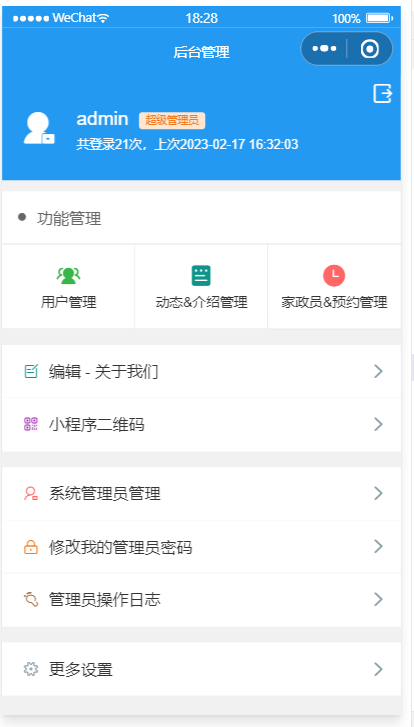 WeChat 18:28 100%
后台管理
admin 超级管理员
共登录21次，上次2023-02-17 16:32:03
功能管理
用户管理 动态&介绍管理 家政员&预约管理
编辑 - 关于我们
小程序二维码
系统管理员管理
修改我的管理员密码
管理员操作日志
更多设置